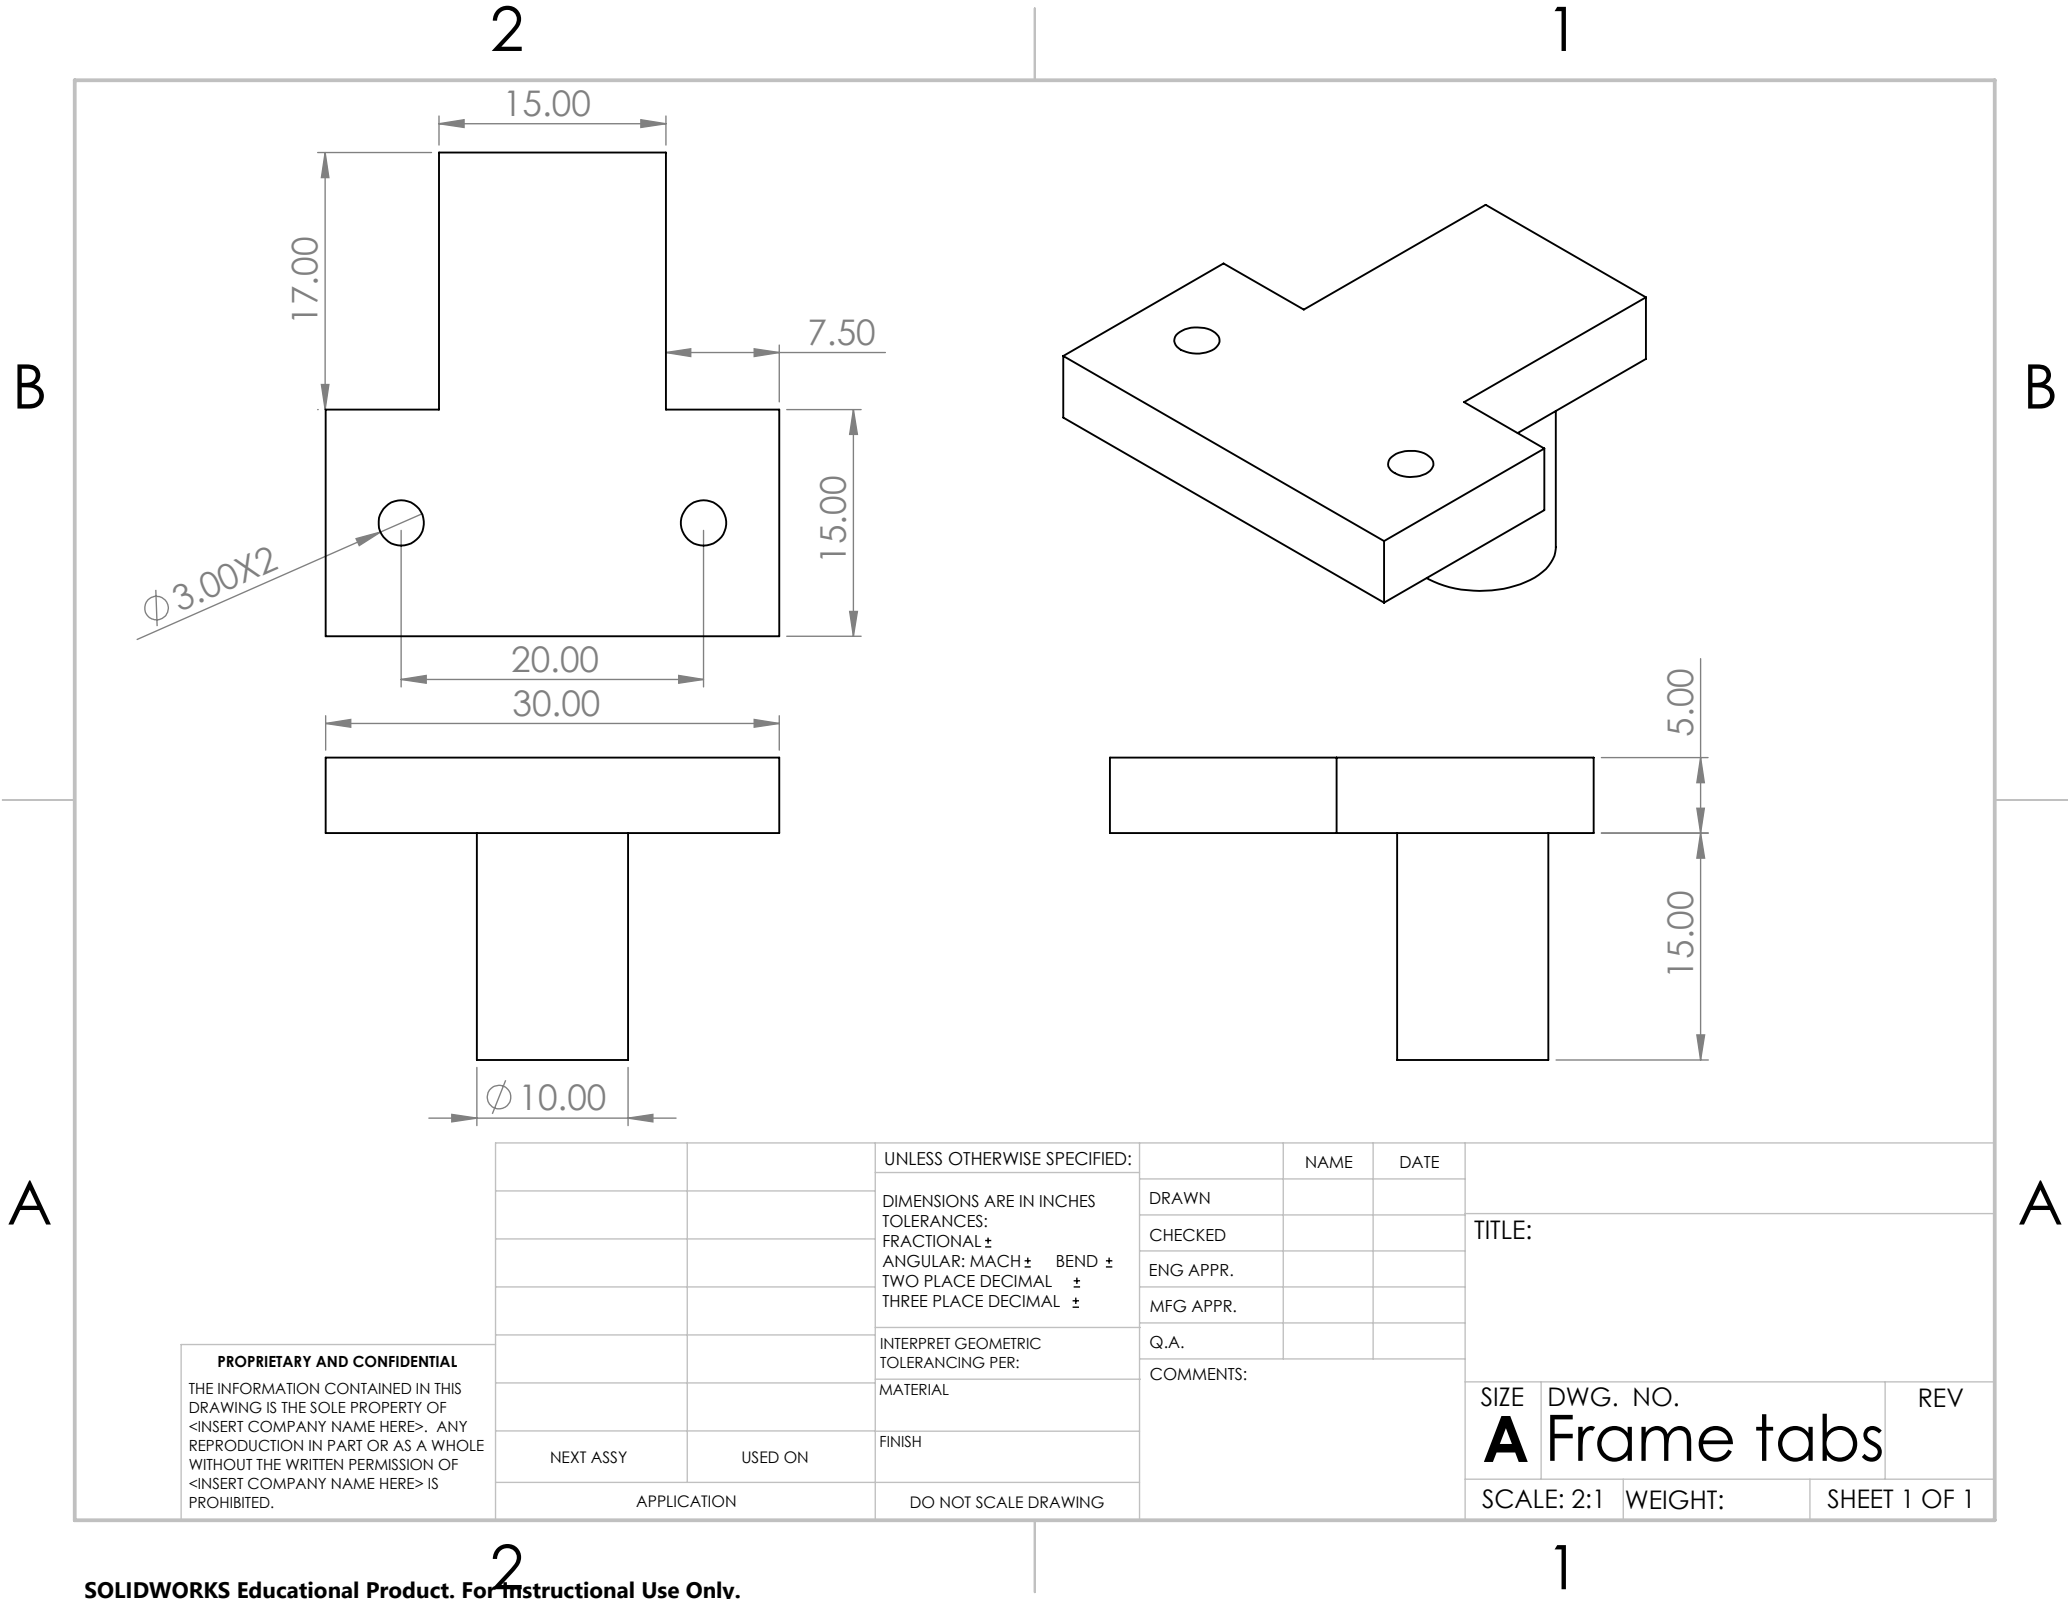 2
1
15.00
17.00
7.50
B
B
15.00
⌀3.00X2
20.00
30.00
5.00
15.00
⌀10.00
A
A
UNLESS OTHERWISE SPECIFIED:
DIMENSIONS ARE IN INCHES
TOLERANCES:
FRACTIONAL ±
ANGULAR: MACH ± BEND ±
TWO PLACE DECIMAL ±
THREE PLACE DECIMAL ±
INTERPRET GEOMETRIC
TOLERANCING PER:
MATERIAL
FINISH
DO NOT SCALE DRAWING
NAME
DATE
DRAWN
CHECKED
ENG APPR.
MFG APPR.
Q.A.
COMMENTS:
TITLE:
SIZE
A
DWG. NO.
Frame tabs
REV
SCALE: 2:1
WEIGHT:
SHEET 1 OF 1
PROPRIETARY AND CONFIDENTIAL
THE INFORMATION CONTAINED IN THIS
DRAWING IS THE SOLE PROPERTY OF
<INSERT COMPANY NAME HERE>. ANY
REPRODUCTION IN PART OR AS A WHOLE
WITHOUT THE WRITTEN PERMISSION OF
<INSERT COMPANY NAME HERE> IS
PROHIBITED.
NEXT ASSY
USED ON
APPLICATION
2
1
SOLIDWORKS Educational Product. For Instructional Use Only.